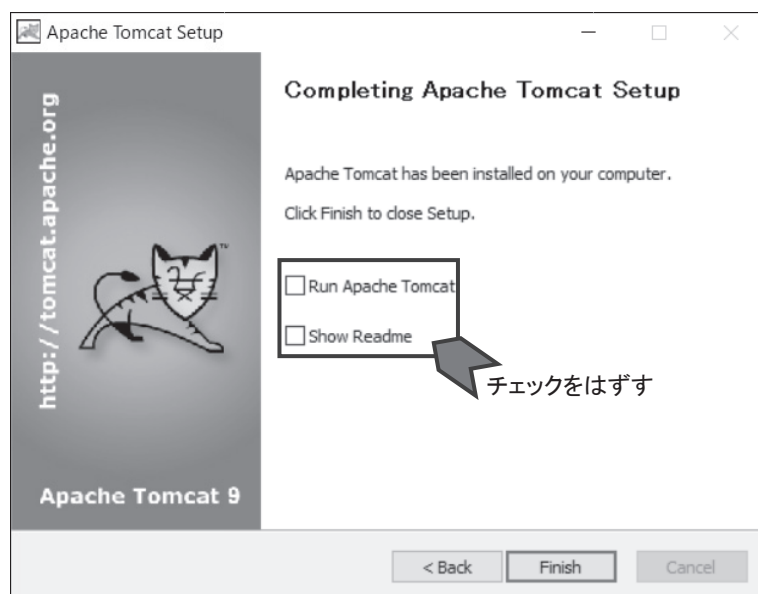 Apache Tomcat Setup
http://tomcat.apache.org
Apache Tomcat 9
Completing Apache Tomcat Setup
Apache Tomcat has been installed on your computer.
Click Finish to close Setup.
Run Apache Tomcat
Show Readme
チェックをはずす
< Back
Finish
Cancel